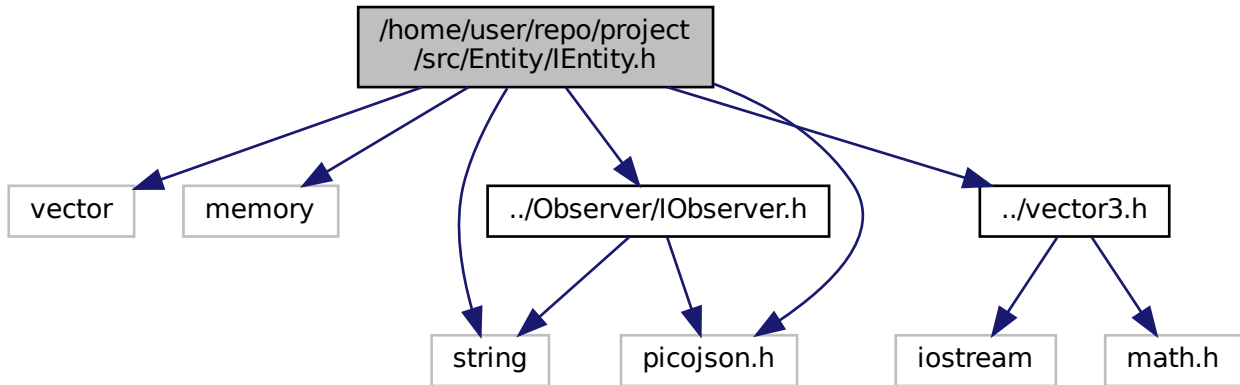 /home/user/repo/project
/src/Entity/IEntity.h
vector
memory
../Observer/IObserver.h
../vector3.h
string
picojson.h
iostream
math.h